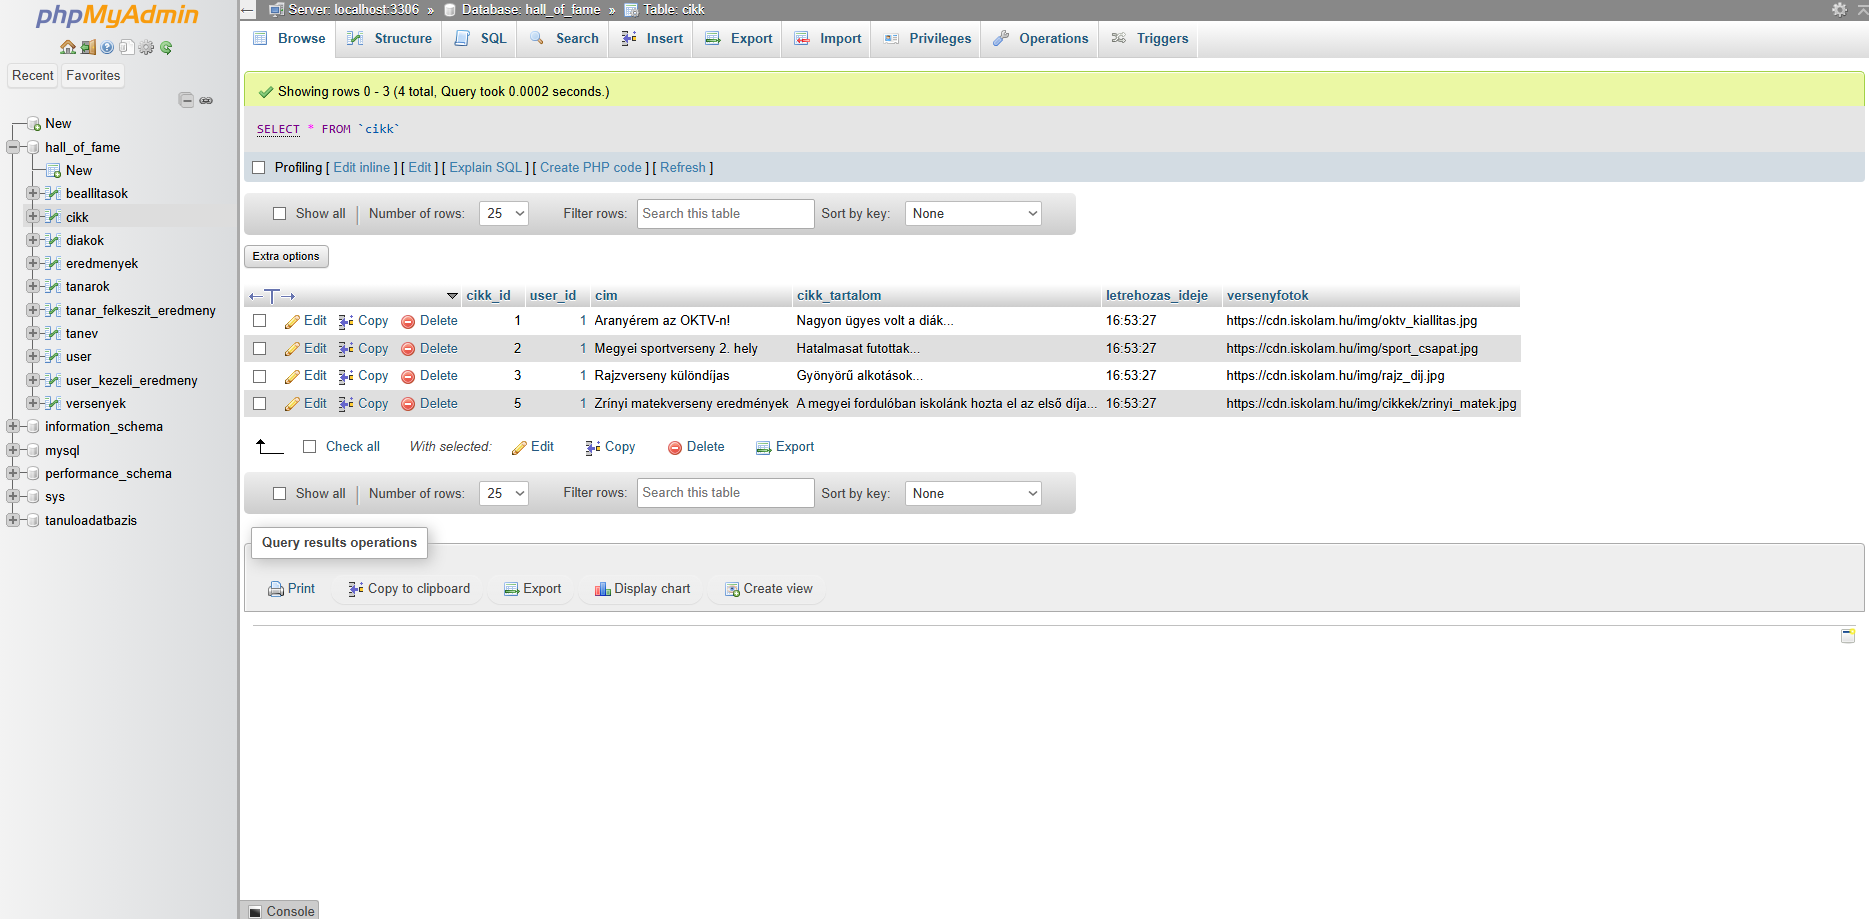 phpMyAdmin
Recent Favorites
New
hall_of_fame
New
beallitasok
cikk
diakok
eredmenyek
tanarok
tanar_felkeszit_eredmeny
tanev
user
user_kezeli_eredmeny
versenyek
information_schema
mysql
performance_schema
sys
tanuloadatbazis
Server: localhost:3306 » Database: hall_of_fame » Table: cikk
Browse Structure SQL Search Insert Export Import Privileges Operations Triggers
Showing rows 0 - 3 (4 total, Query took 0.0002 seconds.)
SELECT * FROM `cikk`
Profiling [ Edit inline ] [ Edit ] [ Explain SQL ] [ Create PHP code ] [ Refresh ]
Show all | Number of rows: 25 Filter rows: Search this table Sort by key: None
Extra options
cikk_id user_id cim cikk_tartalom letrehozas_ideje versenyfotok
Edit Copy Delete 1 1 Aranyérem az OKTV-n! Nagyon ügyes volt a diák... 16:53:27 https://cdn.iskolam.hu/img/oktv_kiallitas.jpg
Edit Copy Delete 2 1 Megyei sportverseny 2. hely Hatalmasat futottak... 16:53:27 https://cdn.iskolam.hu/img/sport_csapat.jpg
Edit Copy Delete 3 1 Rajzverseny különdíjas Gyönyörű alkotások... 16:53:27 https://cdn.iskolam.hu/img/rajz_dij.jpg
Edit Copy Delete 5 1 Zrínyi matekverseny eredmények A megyei fordulóban iskolánk hozta el az első díja... 16:53:27 https://cdn.iskolam.hu/img/cikkek/zrinyi_matek.jpg
Check all With selected: Edit Copy Delete Export
Show all | Number of rows: 25 Filter rows: Search this table Sort by key: None
Query results operations
Print Copy to clipboard Export Display chart Create view
Console